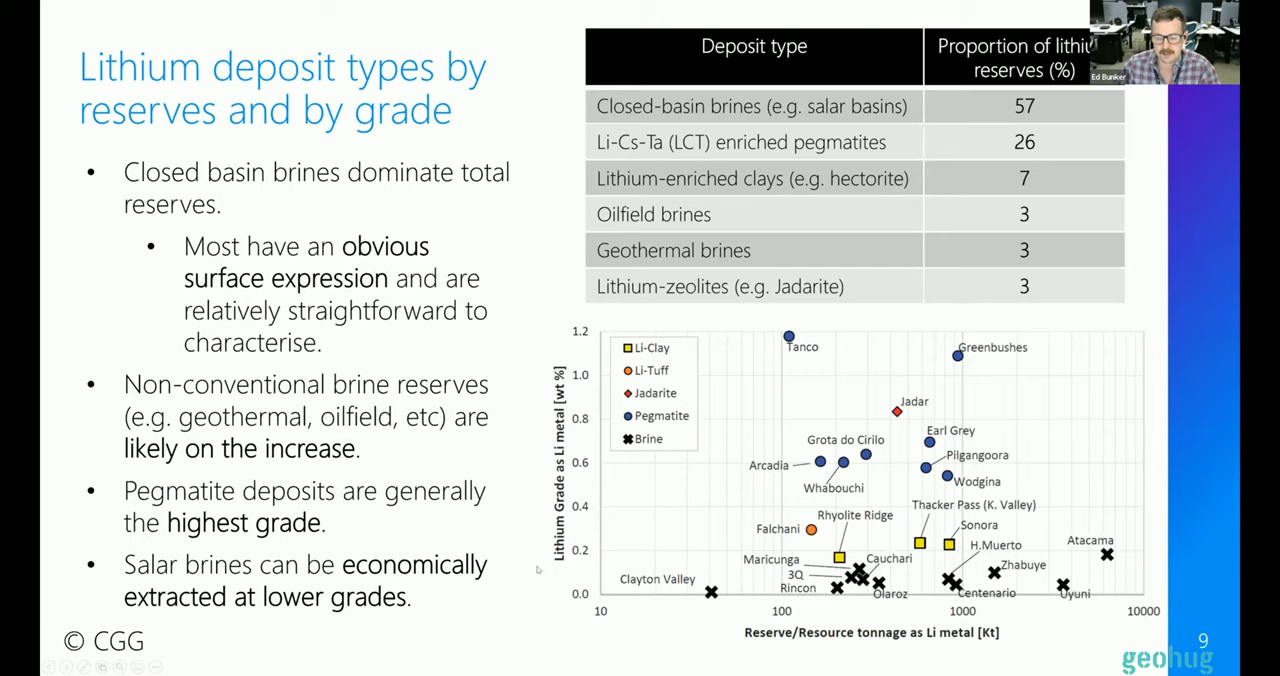 Lithium deposit types by
reserves and by grade
• Closed basin brines dominate total
reserves.
• Most have an obvious
surface expression and are
relatively straightforward to
characterise.
• Non-conventional brine reserves
(e.g. geothermal, oilfield, etc) are
likely on the increase.
• Pegmatite deposits are generally
the highest grade.
• Salar brines can be economically
extracted at lower grades.
© CGG
Deposit type
Proportion of lithiu
reserves (%)
Closed-basin brines (e.g. salar basins) 57
Li-Cs-Ta (LCT) enriched pegmatites 26
Lithium-enriched clays (e.g. hectorite) 7
Oilfield brines 3
Geothermal brines 3
Lithium-zeolites (e.g. Jadarite) 3
Ed Bunker
Lithium Grade as Li metal [wt %]
1.2
1.0
0.8
0.6
0.4
0.2
0.0
Li-Clay
Li-Tuff
Jadarite
Pegmatite
Brine
Tanco
Greenbushes
Jadar
Earl Grey
Grota do Cirilo
Pilgangoora
Arcadia
Wodgina
Whabouchi
Thacker Pass (K. Valley)
Rhyolite Ridge
Falchani
Sonora
Atacama
H.Muerto
Maricunga
Cauchari
Zhabuye
3Q
Clayton Valley
Rincon
Olaroz
Centenario
Uyuni
10
100
1000
10000
Reserve/Resource tonnage as Li metal [Kt]
9
geohug